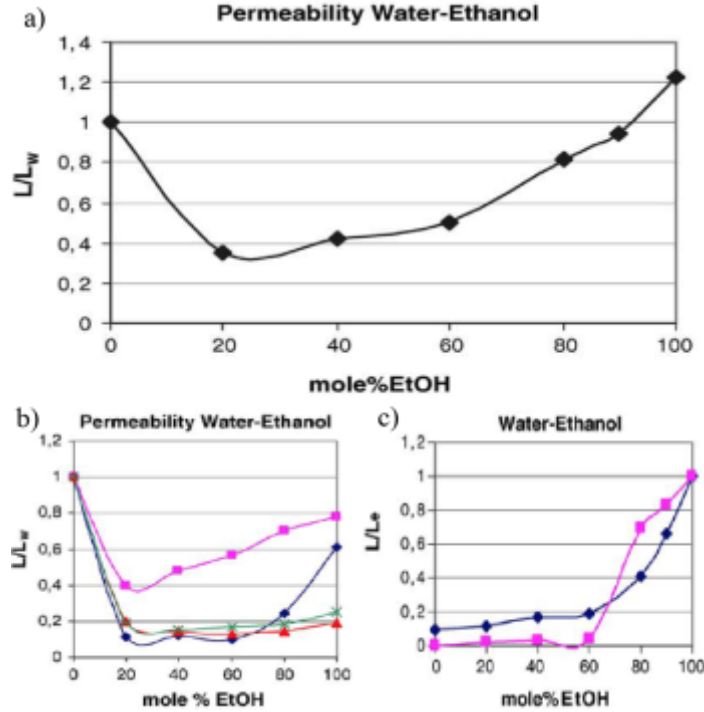 a)
Permeability Water-Ethanol
1,4
1,2
1
0,8
0,6
0,4
0,2
0
L/Lw
0 20 40 60 80 100
mole%EtOH
b)
Permeability Water-Ethanol
1,2
1
0,8
0,6
0,4
0,2
0
L/Lw
0 20 40 60 80 100
mole % EtOH
c)
Water-Ethanol
1,2
1
0,8
0,6
0,4
0,2
0
L/Le
0 20 40 60 80 100
mole%EtOH